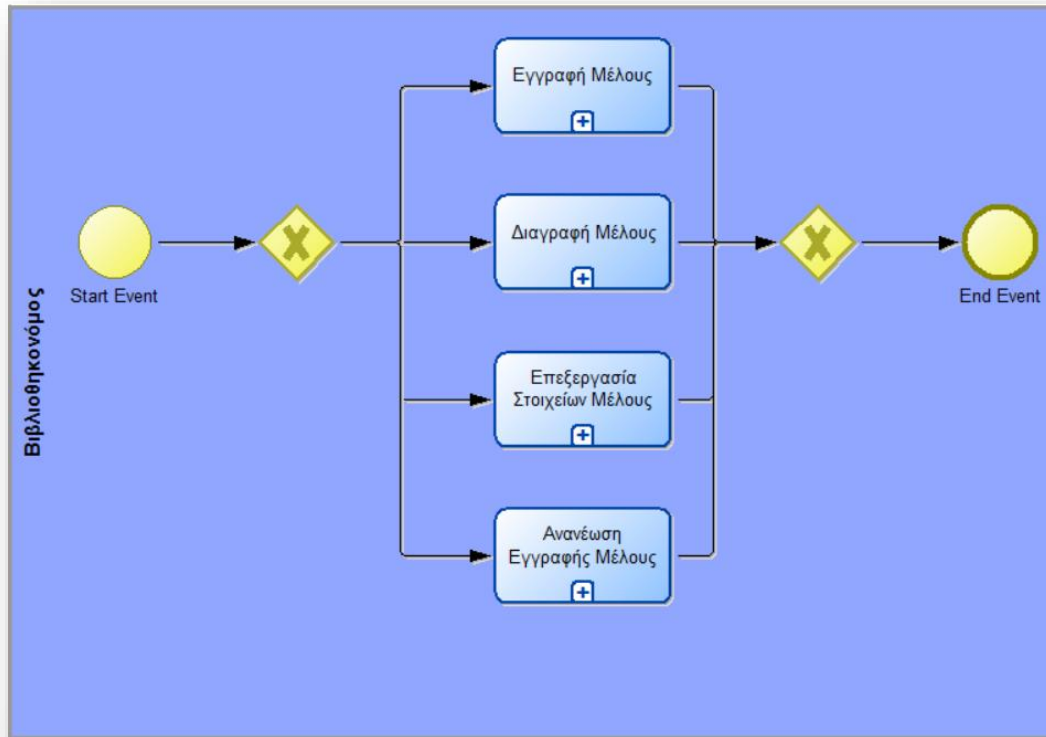 Βιβλιοθηκονόμος
Start Event
Εγγραφή Μέλους
Διαγραφή Μέλους
Επεξεργασία
Στοιχείων Μέλους
Ανανέωση
Εγγραφής Μέλους
End Event